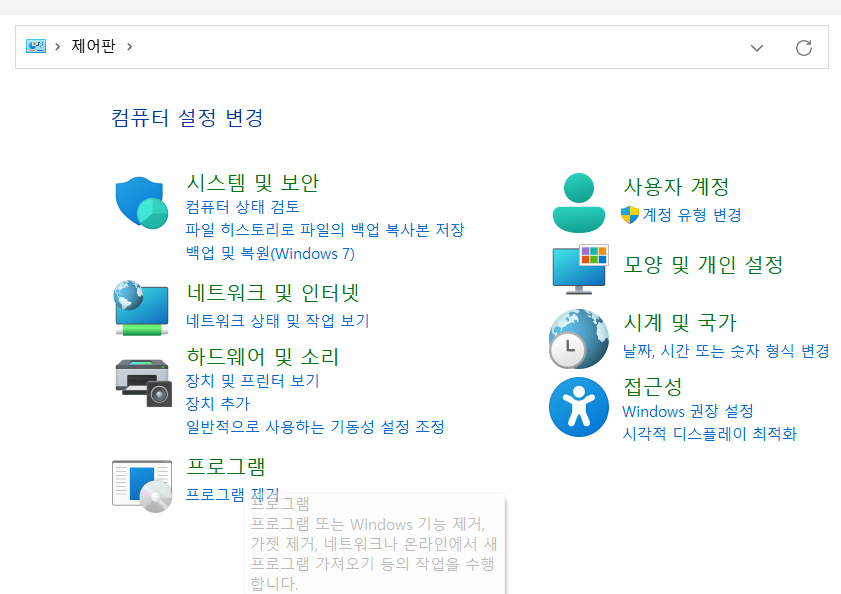 제어판
컴퓨터 설정 변경
시스템 및 보안
컴퓨터 상태 검토
파일 히스토리로 파일의 백업 복사본 저장
백업 및 복원(Windows 7)
네트워크 및 인터넷
네트워크 상태 및 작업 보기
하드웨어 및 소리
장치 및 프린터 보기
장치 추가
일반적으로 사용하는 기동성 설정 조정
프로그램
프로그램 제거
프로그램
프로그램 또는 Windows 기능 제거,
가젯 제거, 네트워크나 온라인에서 새
프로그램 가져오기 등의 작업을 수행
합니다.
사용자 계정
계정 유형 변경
모양 및 개인 설정
시계 및 국가
날짜, 시간 또는 숫자 형식 변경
접근성
Windows 권장 설정
시각적 디스플레이 최적화